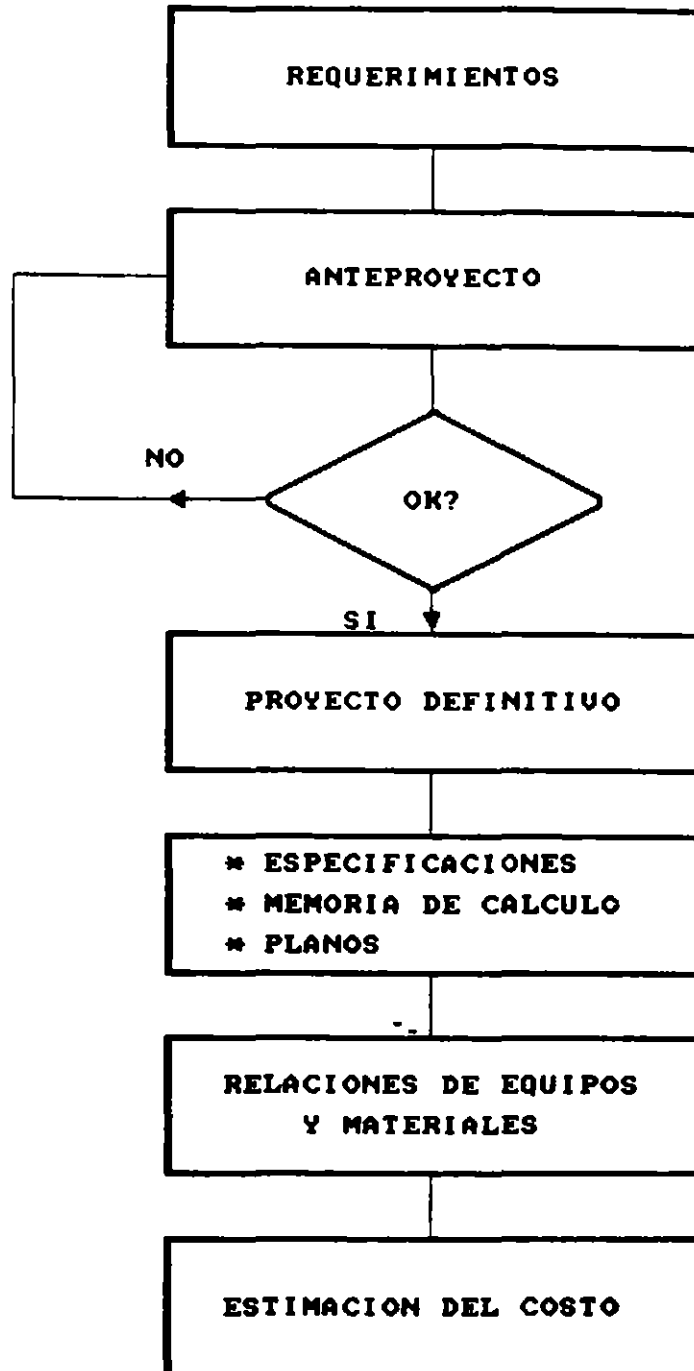 REQUERIMIENTOS
ANTEPROYECTO
NO
OK?
SI
PROYECTO DEFINITIVO
* ESPECIFICACIONES
* MEMORIA DE CALCULO
* PLANOS
RELACIONES DE EQUIPOS
Y MATERIALES
ESTIMACION DEL COSTO